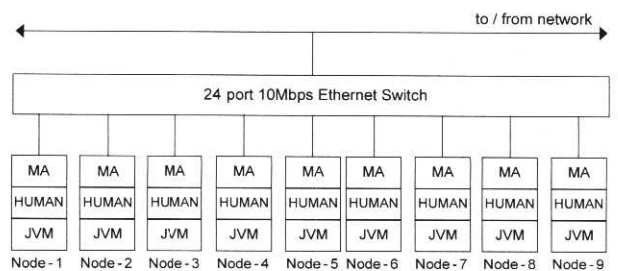 to / from network
24 port 10Mbps Ethernet Switch
MA MA MA MA MA MA MA MA MA
HUMAN HUMAN HUMAN HUMAN HUMAN HUMAN HUMAN HUMAN HUMAN
JVM JVM JVM JVM JVM JVM JVM JVM JVM
Node-1 Node-2 Node-3 Node-4 Node-5 Node-6 Node-7 Node-8 Node-9